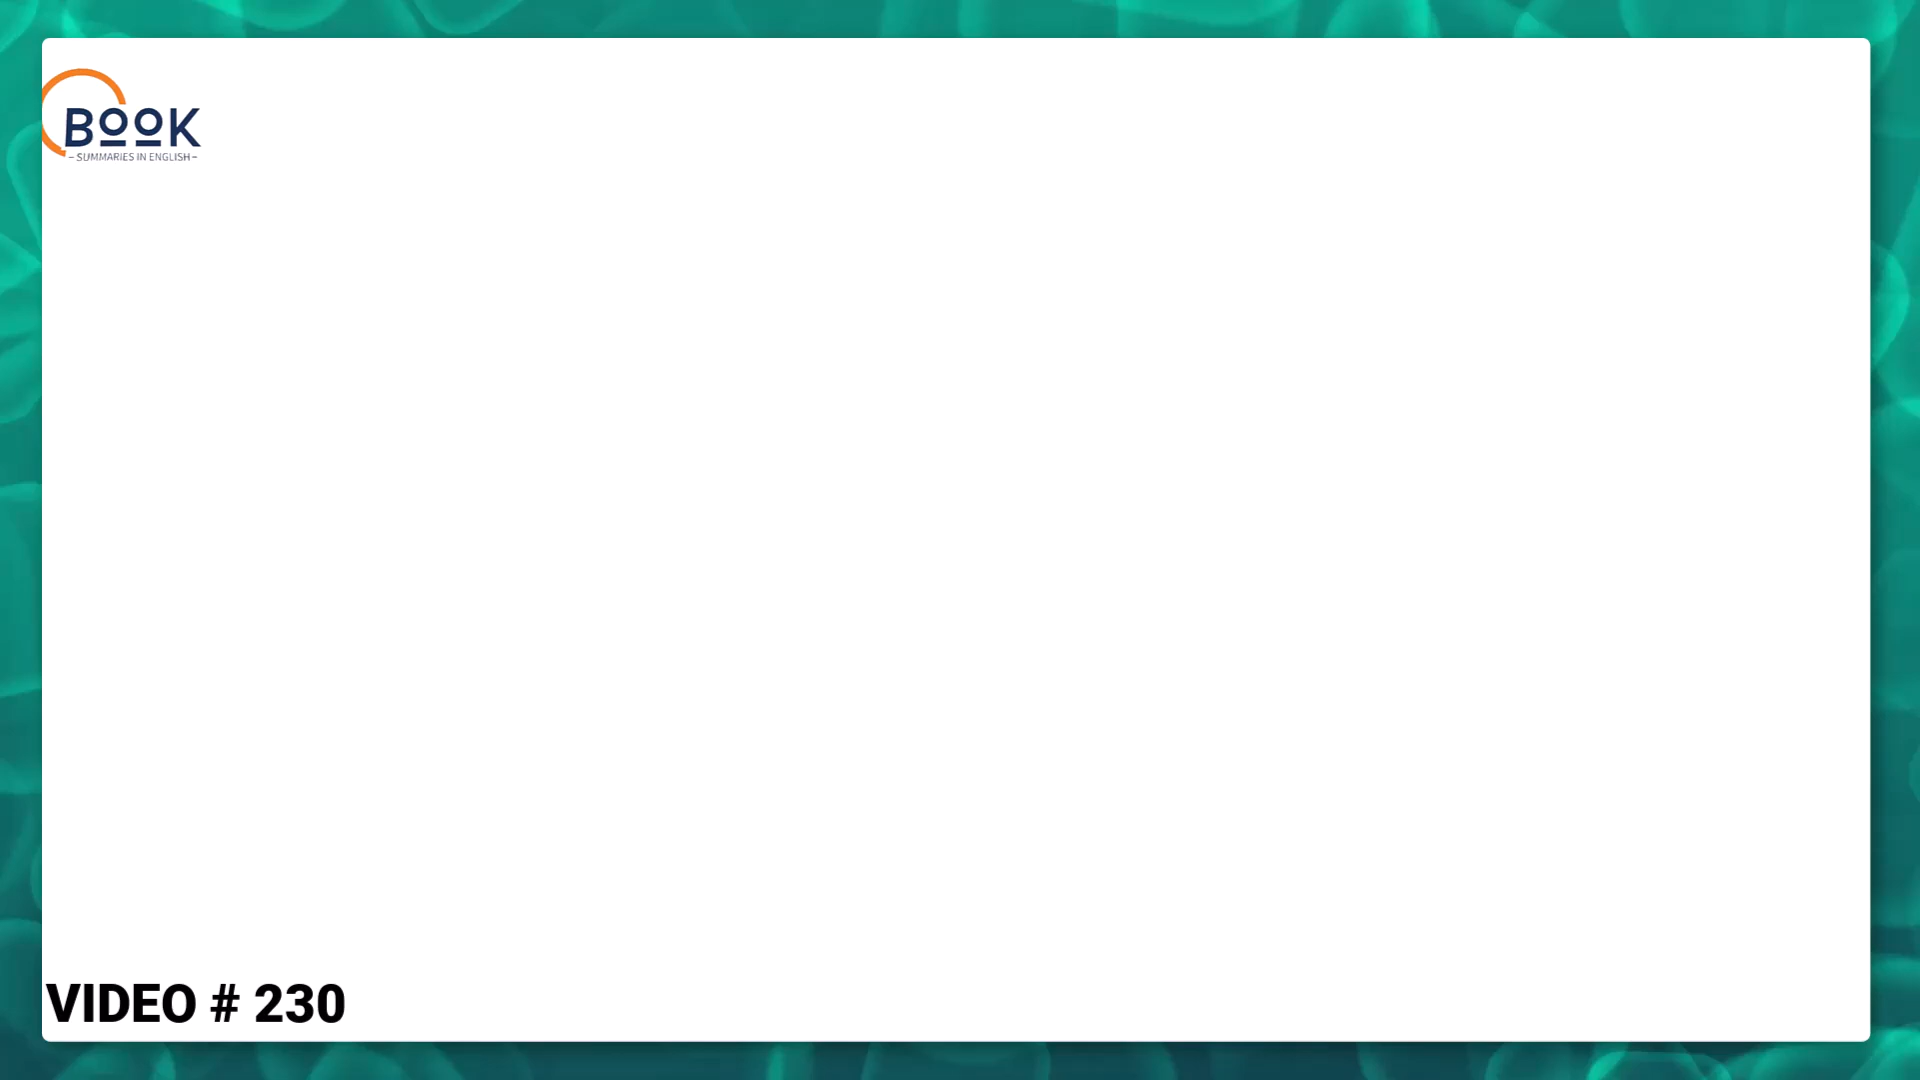 BOOK
– SUMMARIES IN ENGLISH –
VIDEO # 230